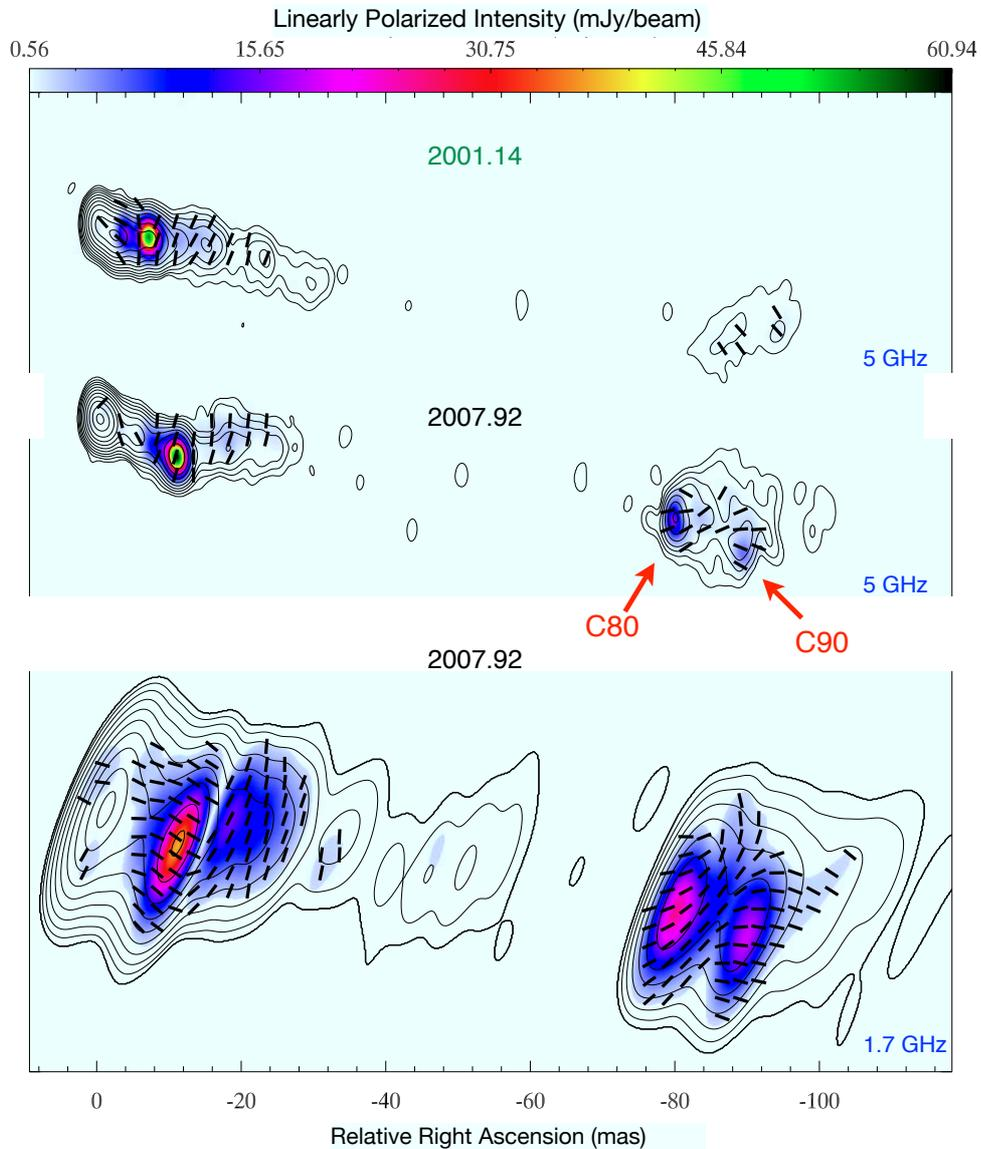 Linearly Polarized Intensity (mJy/beam)
0.56 15.65 30.75 45.84 60.94
2001.14
5 GHz
2007.92
5 GHz
C80
C90
2007.92
1.7 GHz
0 -20 -40 -60 -80 -100
Relative Right Ascension (mas)